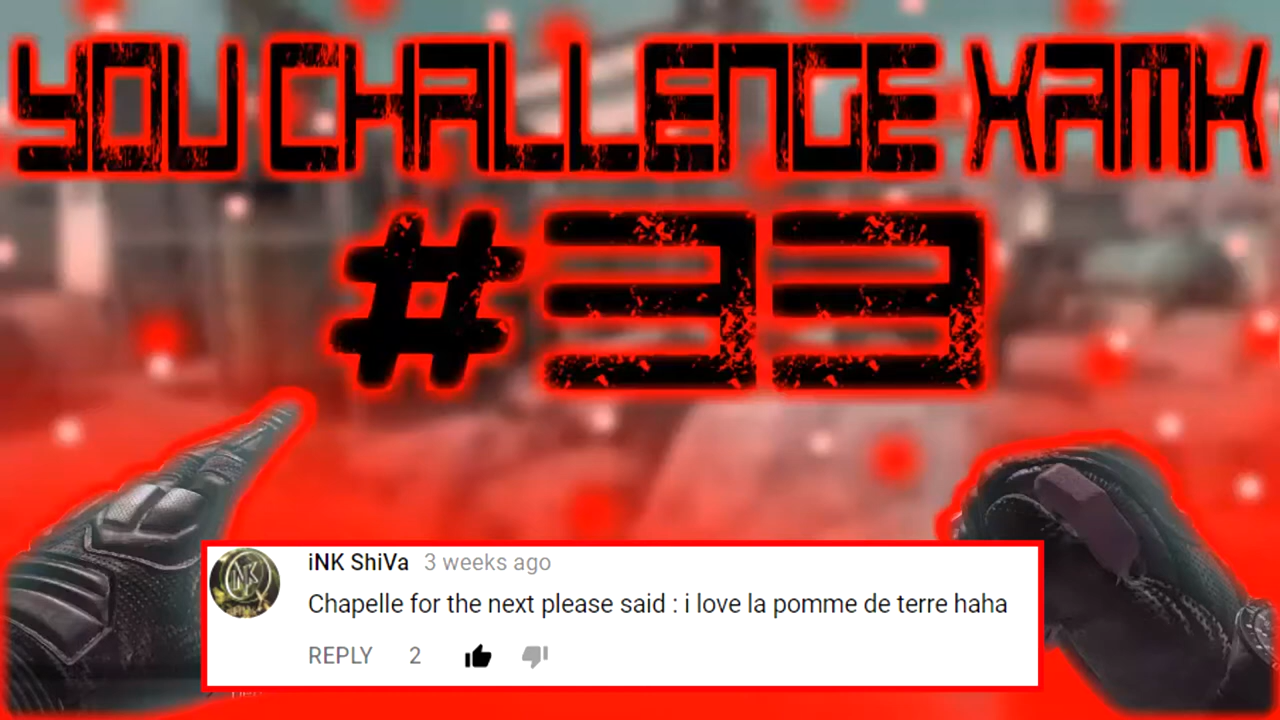 YOU CHALLENGE XAMK
#33
iNK ShiVa 3 weeks ago
Chapelle for the next please said : i love la pomme de terre haha
REPLY 2